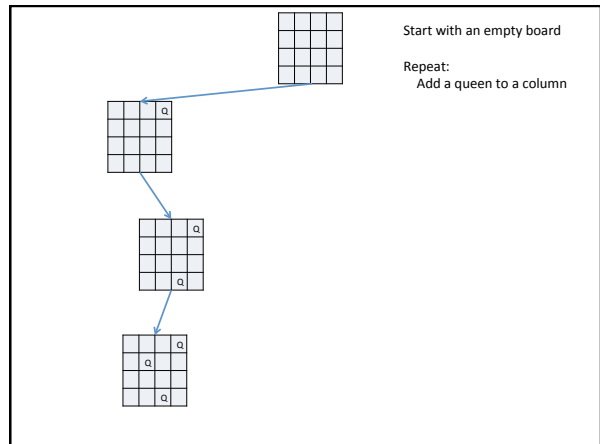 Start with an empty board
Repeat:
Add a queen to a column
Q
Q
Q
Q
Q
Q